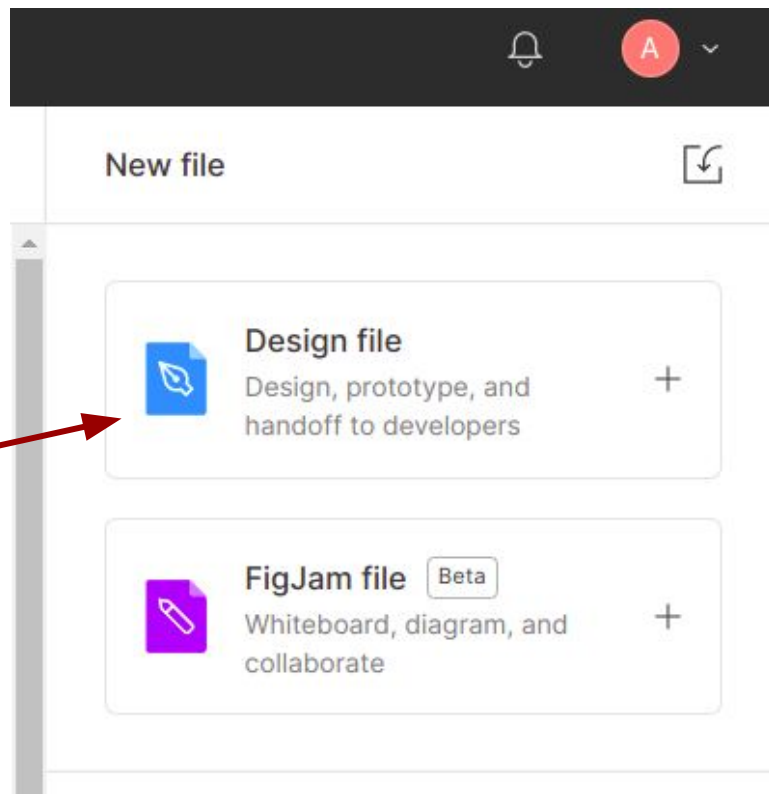 A
New file
Design file
Design, prototype, and
handoff to developers
FigJam file Beta
Whiteboard, diagram, and
collaborate